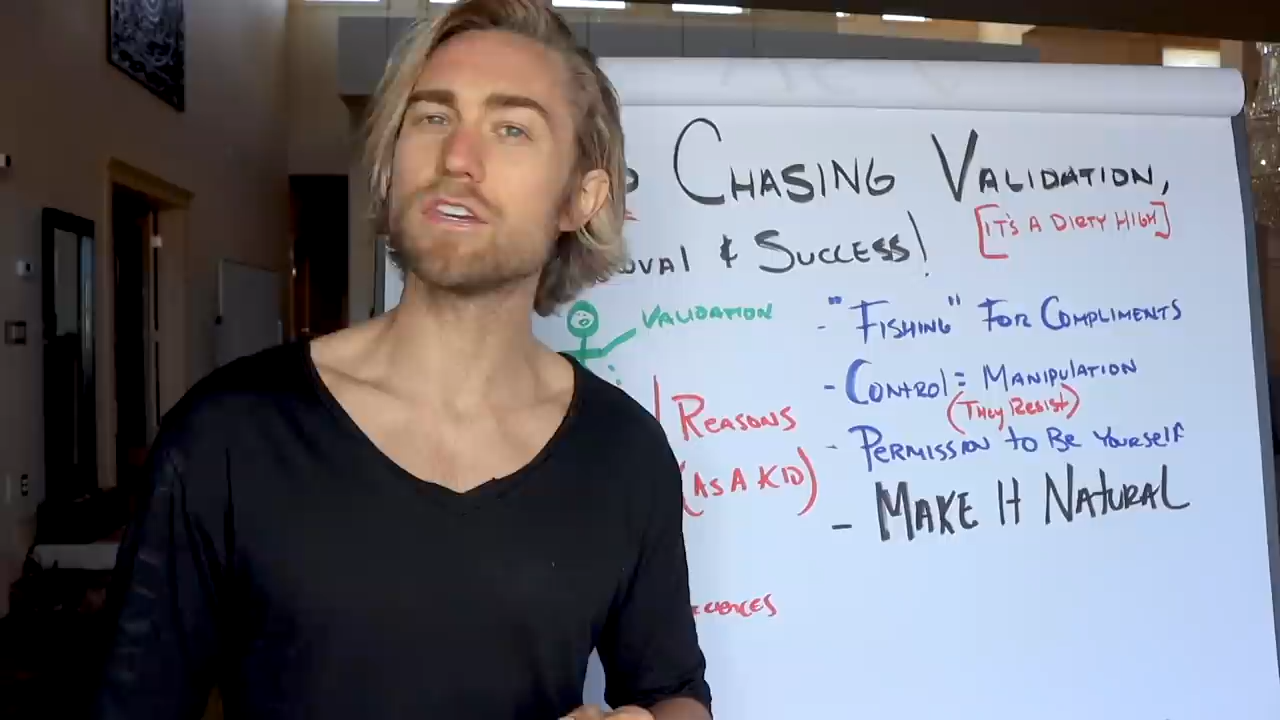 CHASING VALIDATION,
[IT'S A DIRTY HIGH]
& SUCCESS!
VALIDATION
- "FISHING" FOR COMPLIMENTS
- CONTROL = MANIPULATION
(THEY RESIST)
- PERMISSION TO BE YOURSELF
- MAKE IT NATURAL
REASONS
(AS A KID)